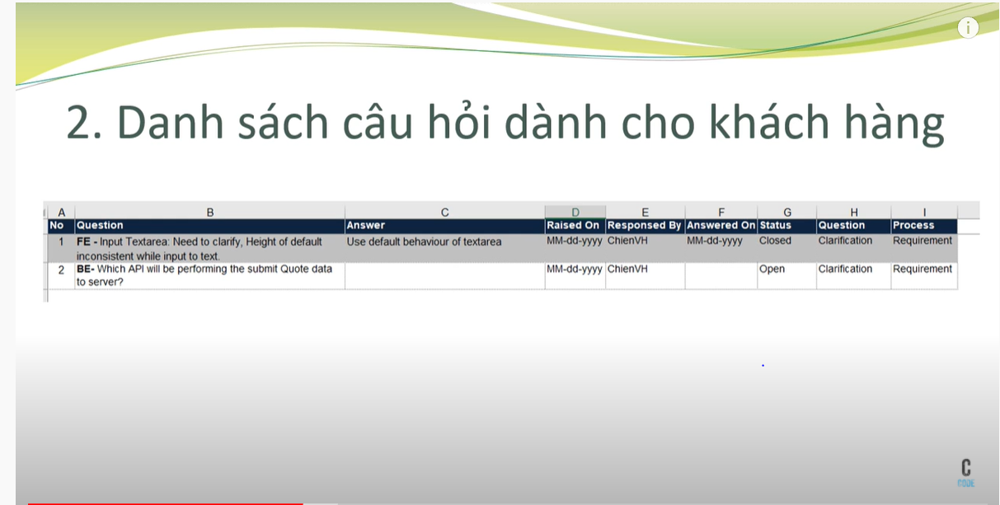 i
2. Danh sách câu hỏi dành cho khách hàng
A B C D E F G H I
No Question Answer Raised On Responsed By Answered On Status Question Process
1 FE - Input Textarea: Need to clarify, Height of default inconsistent while input to text. Use default behaviour of textarea MM-dd-yyyy ChienVH MM-dd-yyyy Closed Clarification Requirement
2 BE- Which API will be performing the submit Quote data to server? MM-dd-yyyy ChienVH Open Clarification Requirement
C
CODE